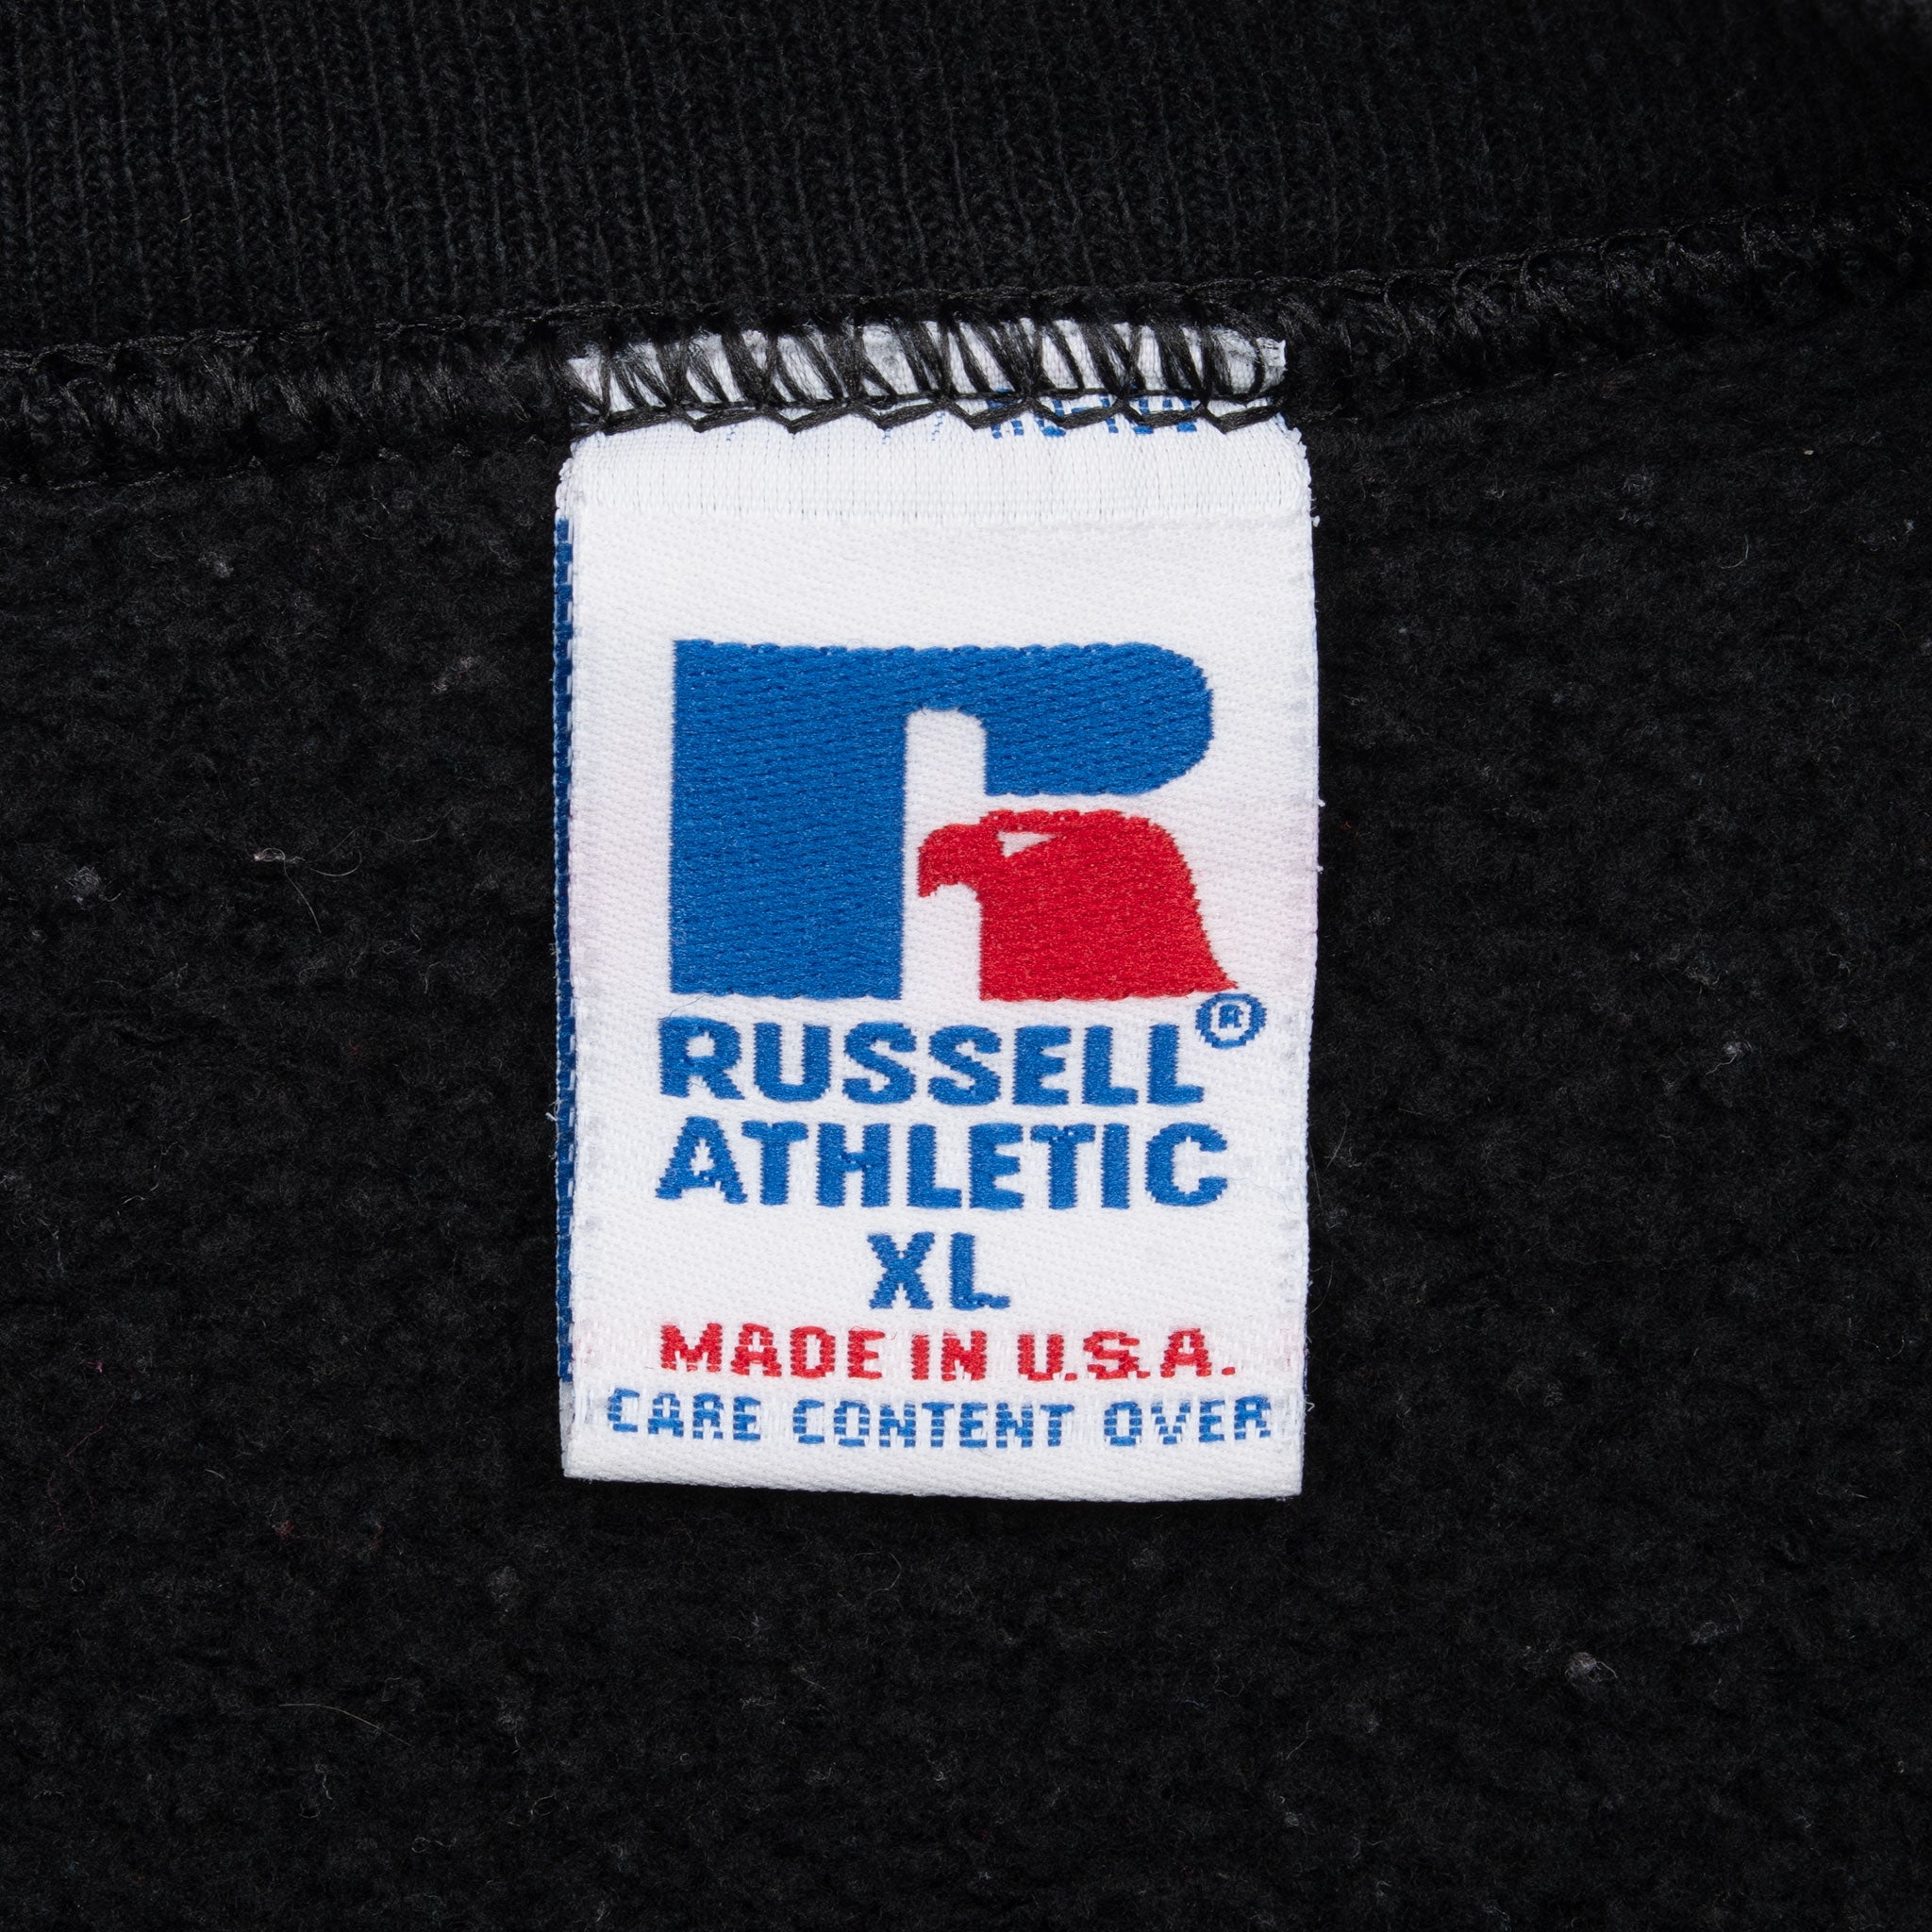 RUSSELL®
ATHLETIC
XL
MADE IN U.S.A.
CARE CONTENT OVER